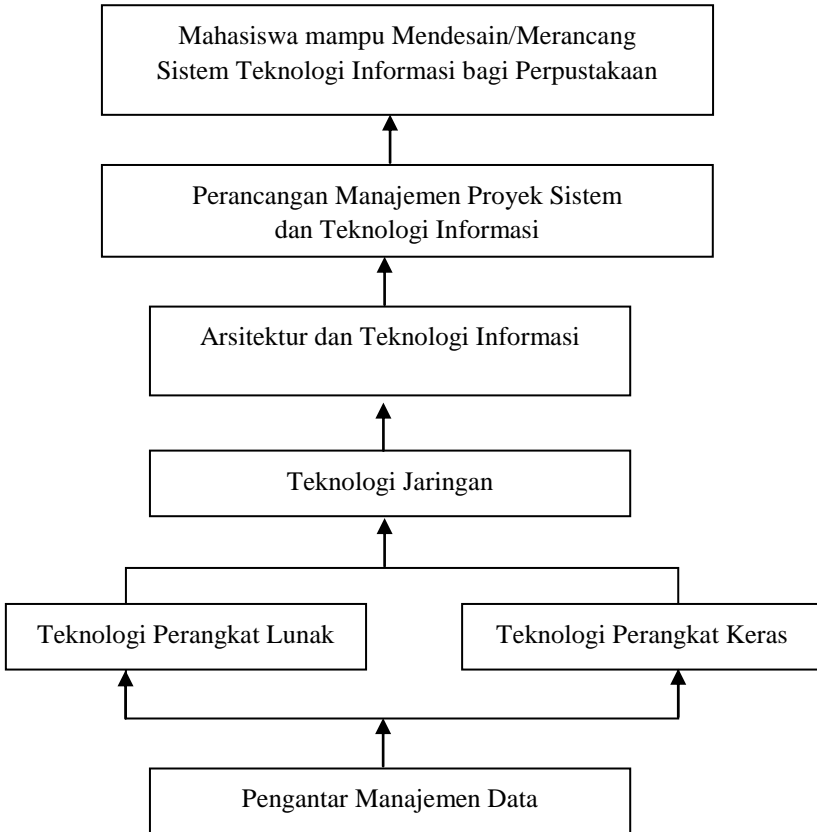 Mahasiswa mampu Mendesain/Merancang
Sistem Teknologi Informasi bagi Perpustakaan
Perancangan Manajemen Proyek Sistem
dan Teknologi Informasi
Arsitektur dan Teknologi Informasi
Teknologi Jaringan
Teknologi Perangkat Lunak
Teknologi Perangkat Keras
Pengantar Manajemen Data